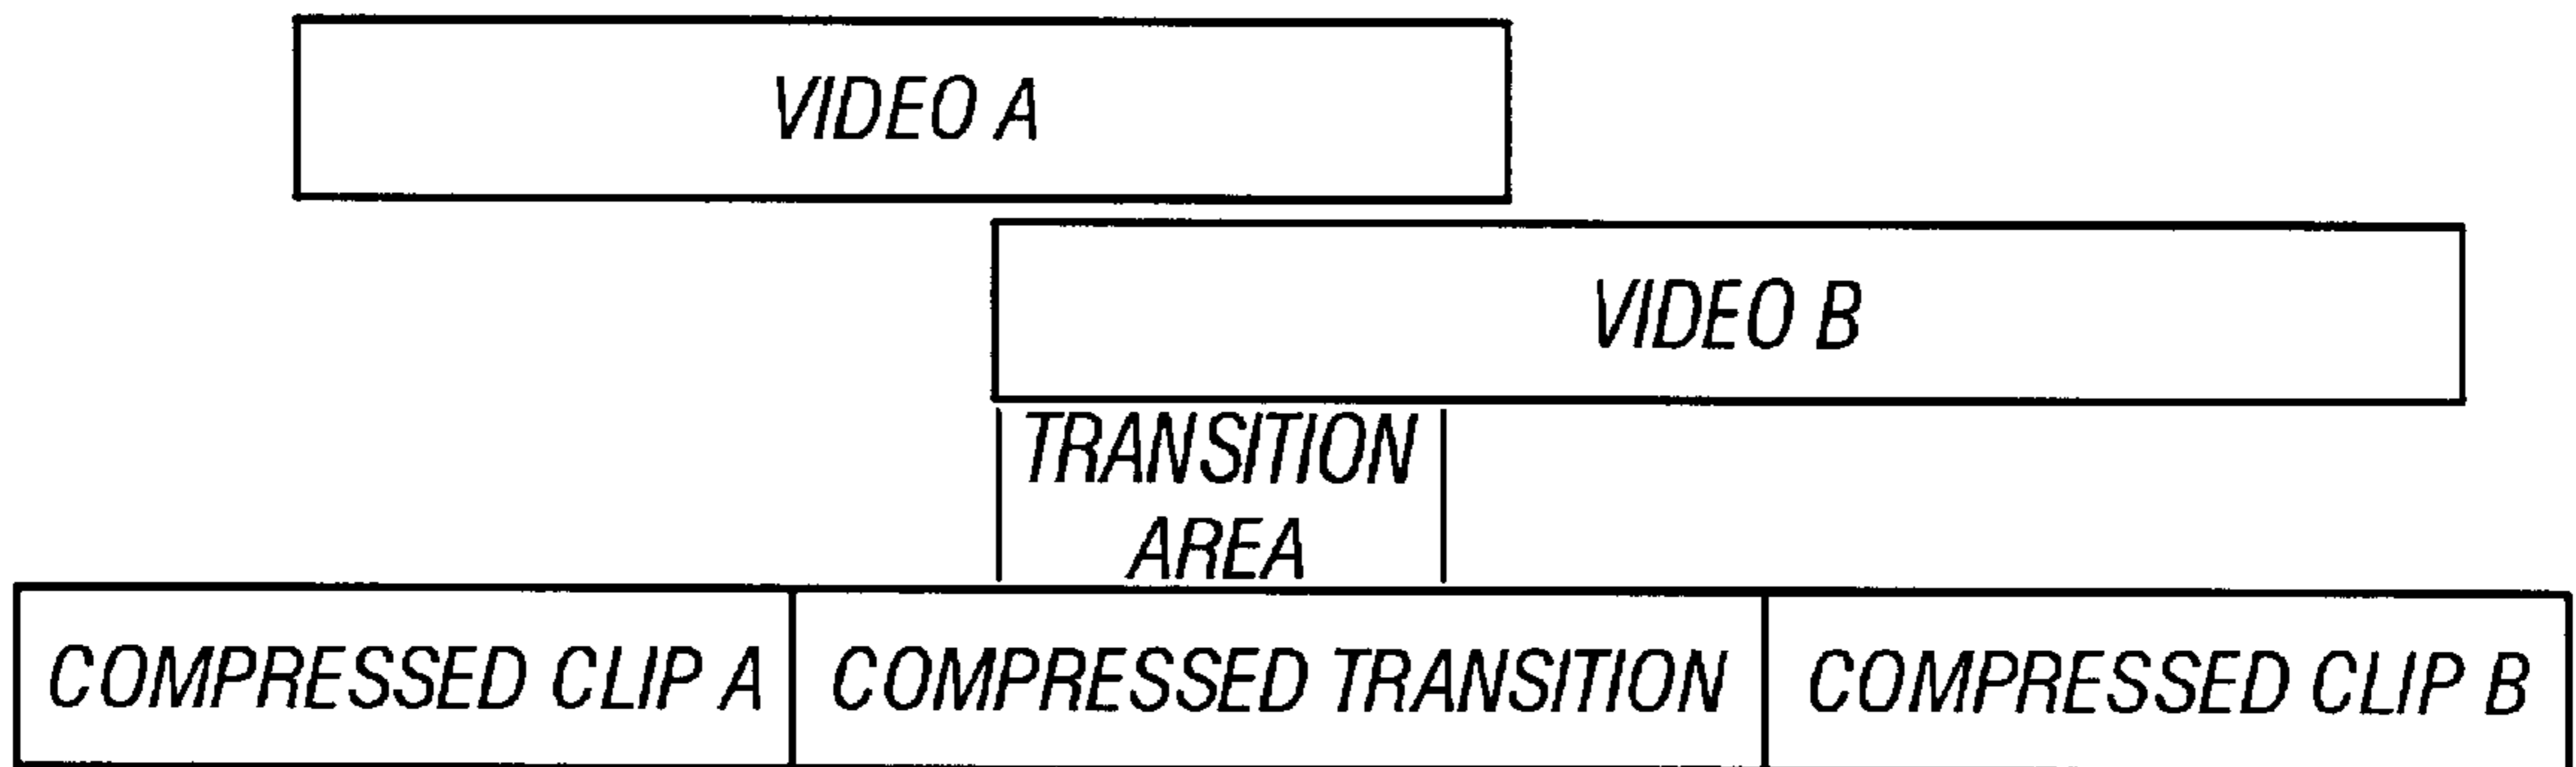 VIDEO A
VIDEO B
TRANSITION
AREA
COMPRESSED CLIP A
COMPRESSED TRANSITION
COMPRESSED CLIP B